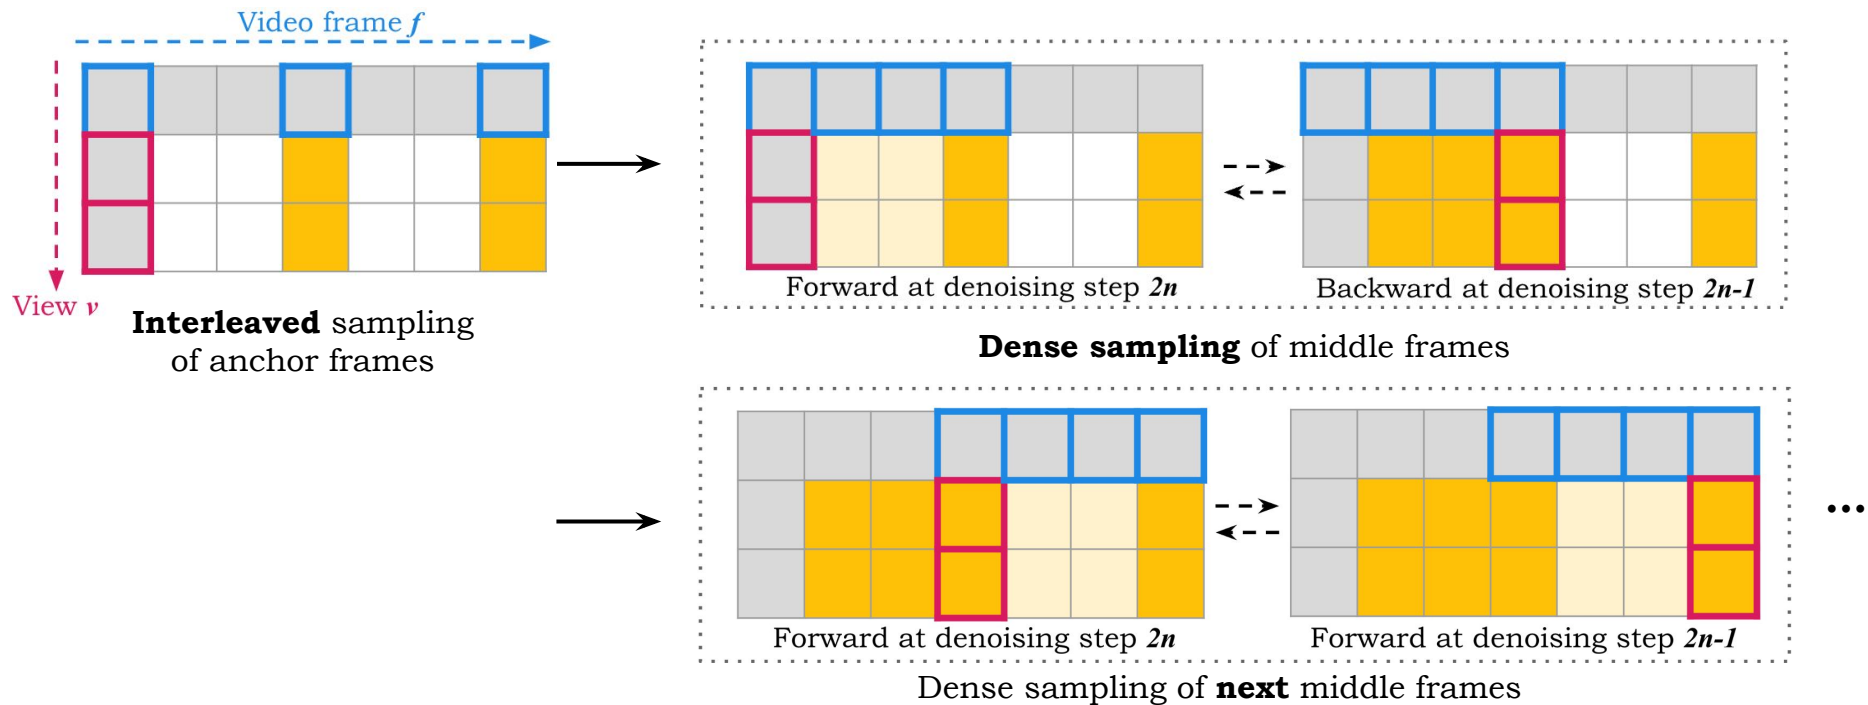 Video frame f
View v
Interleaved sampling
of anchor frames
Forward at denoising step 2n
Backward at denoising step 2n-1
Dense sampling of middle frames
Forward at denoising step 2n
Forward at denoising step 2n-1
...
Dense sampling of next middle frames